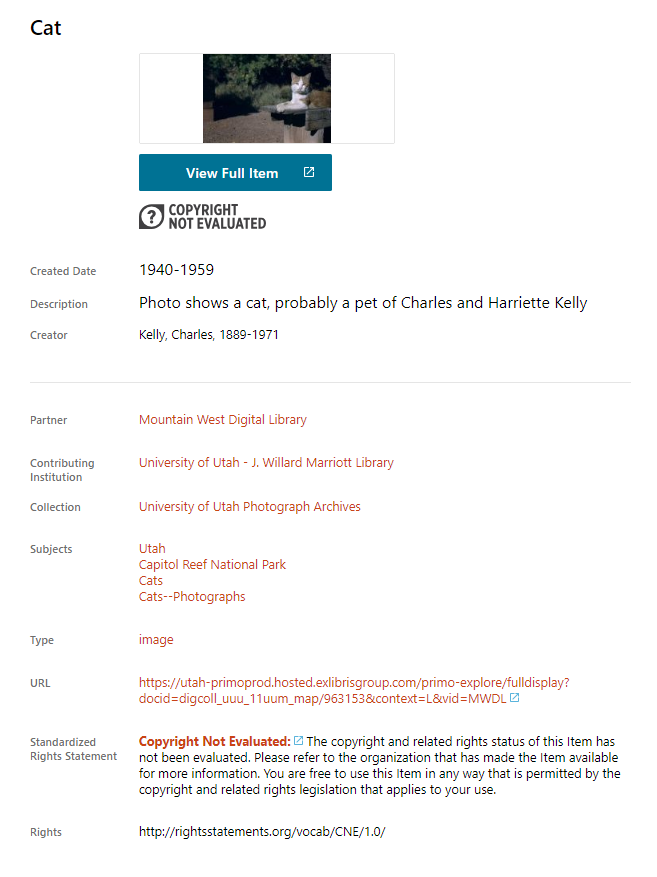 Cat
View Full Item
COPYRIGHT
NOT EVALUATED
Created Date
1940-1959
Description
Photo shows a cat, probably a pet of Charles and Harriette Kelly
Creator
Kelly, Charles, 1889-1971
Partner
Mountain West Digital Library
Contributing
Institution
University of Utah - J. Willard Marriott Library
Collection
University of Utah Photograph Archives
Subjects
Utah
Capitol Reef National Park
Cats
Cats--Photographs
Type
image
URL
https://utah-primoprod.hosted.exlibrisgroup.com/primo-explore/fulldisplay?
docid=digcoll_uuu_11uum_map/963153&context=L&vid=MWDL
Standardized
Rights Statement
Copyright Not Evaluated: The copyright and related rights status of this Item has
not been evaluated. Please refer to the organization that has made the Item available
for more information. You are free to use this Item in any way that is permitted by the
copyright and related rights legislation that applies to your use.
Rights
http://rightsstatements.org/vocab/CNE/1.0/